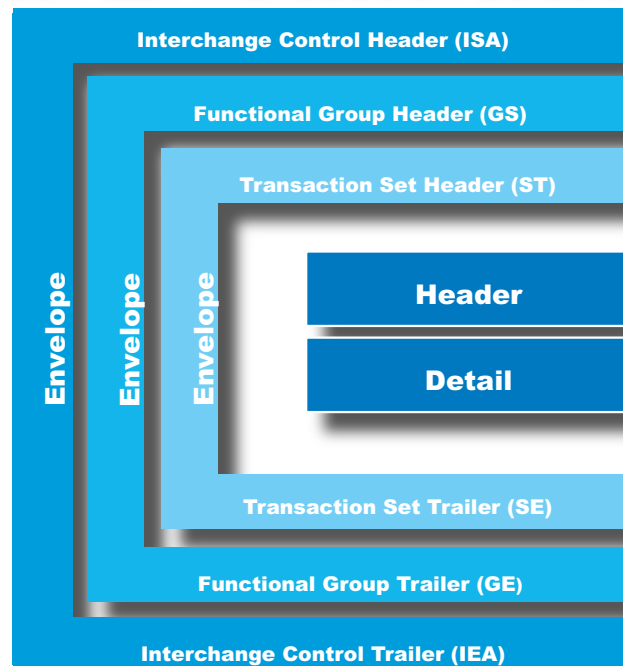 Interchange Control Header (ISA)
Functional Group Header (GS)
Transaction Set Header (ST)
Envelope
Envelope
Envelope
Header
Detail
Transaction Set Trailer (SE)
Functional Group Trailer (GE)
Interchange Control Trailer (IEA)